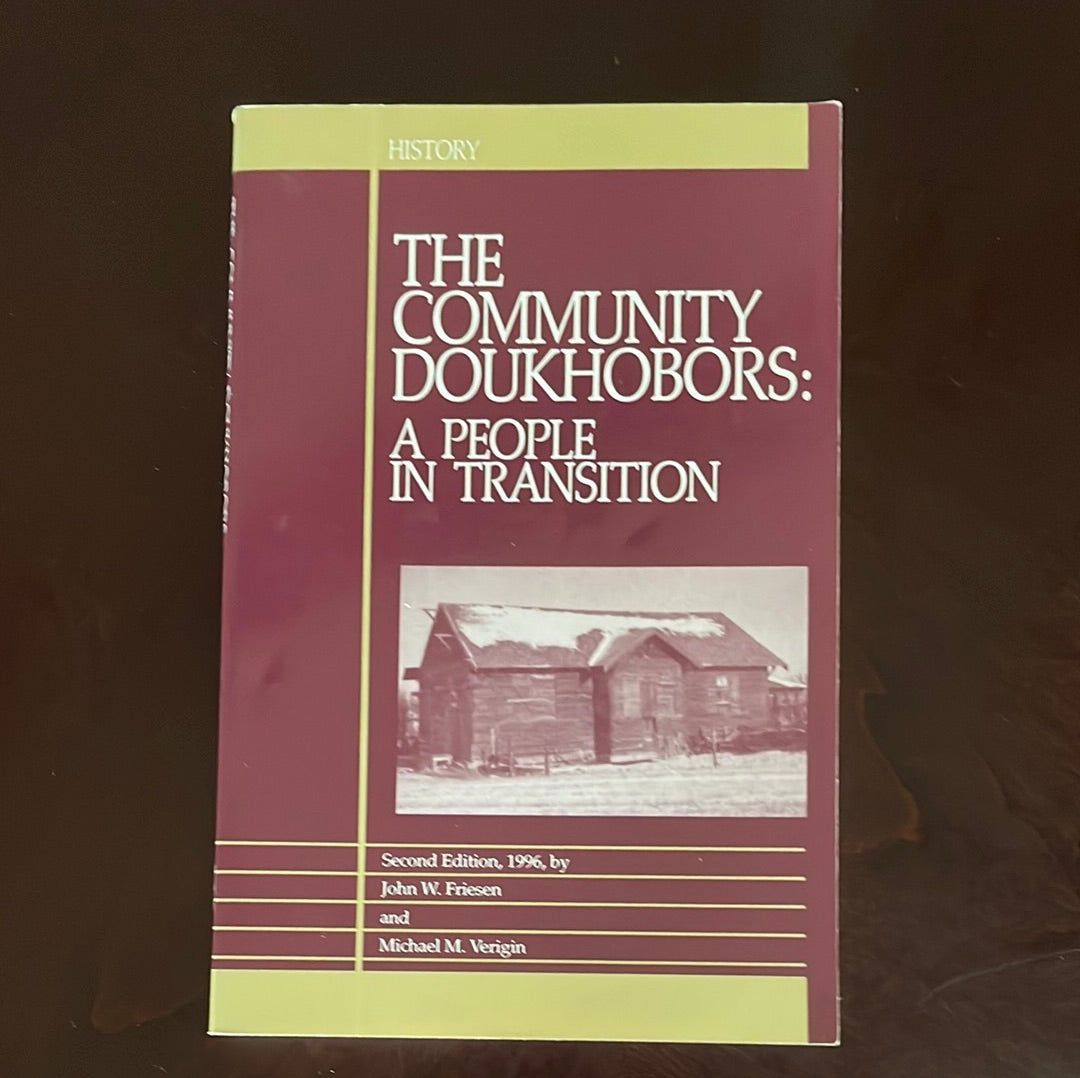 HISTORY
THE
COMMUNITY
DOUKHOBORS:
A PEOPLE
IN TRANSITION
Second Edition, 1996, by
John W. Friesen
and
Michael M. Verigin